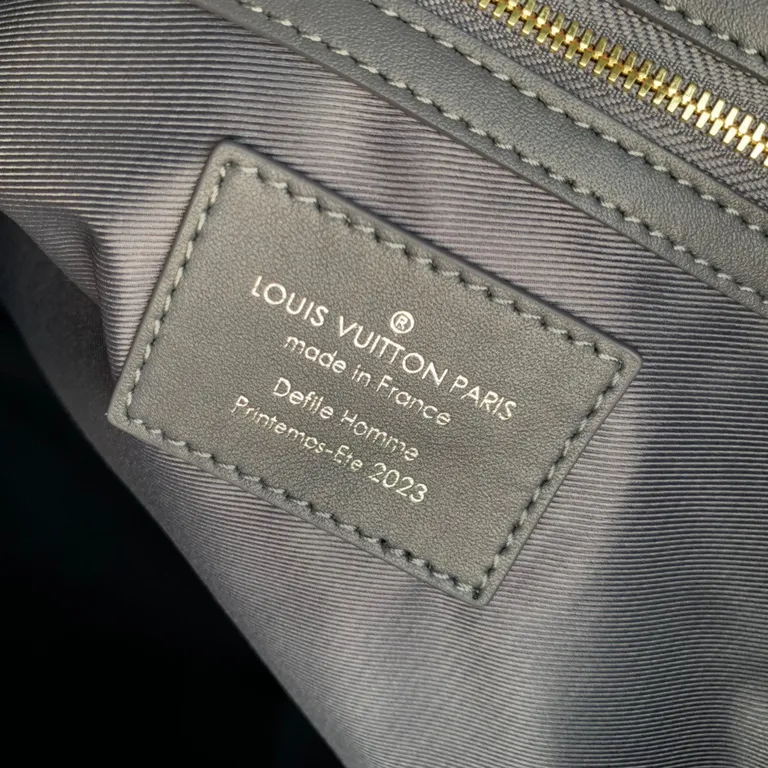 ®
LOUIS VUITTON PARIS
made in France
Defile Homme
Printemps-Ete 2023